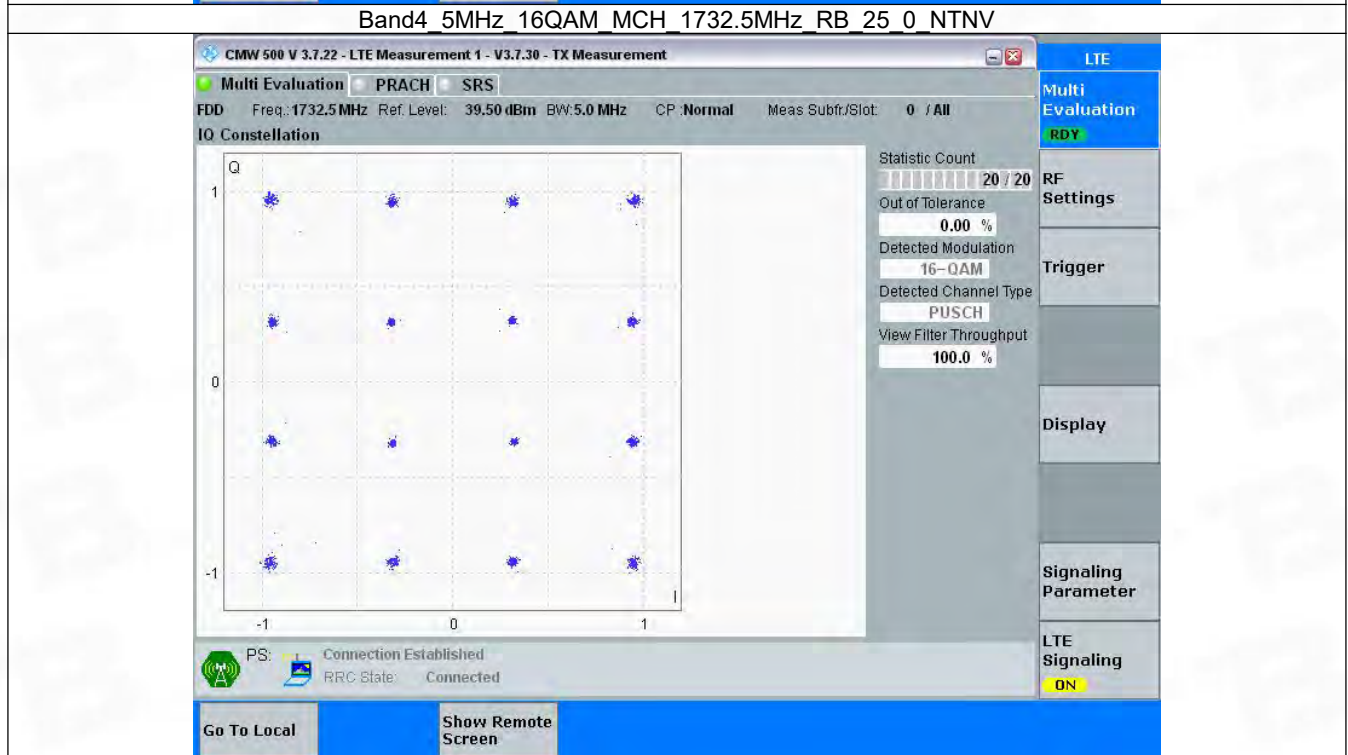 Band4_5MHz_16QAM_MCH_1732.5MHz_RB_25_0_NTNV
CMW 500 V 3.7.22 - LTE Measurement 1 - V3.7.30 - TX Measurement
LTE
Multi Evaluation PRACH SRS
FDD Freq.:1732.5 MHz Ref. Level: 39.50 dBm BW:5.0 MHz CP :Normal Meas Subfr./Slot: 0 / All
IQ Constellation
Q
1
0
-1
-1 0 1
I
Statistic Count
20 / 20
Out of Tolerance
0.00 %
Detected Modulation
16-QAM
Detected Channel Type
PUSCH
View Filter Throughput
100.0 %
Multi
Evaluation
RDY
RF
Settings
Trigger
Display
Signaling
Parameter
LTE
Signaling
ON
PS: Connection Established
RRC State: Connected
Go To Local
Show Remote
Screen